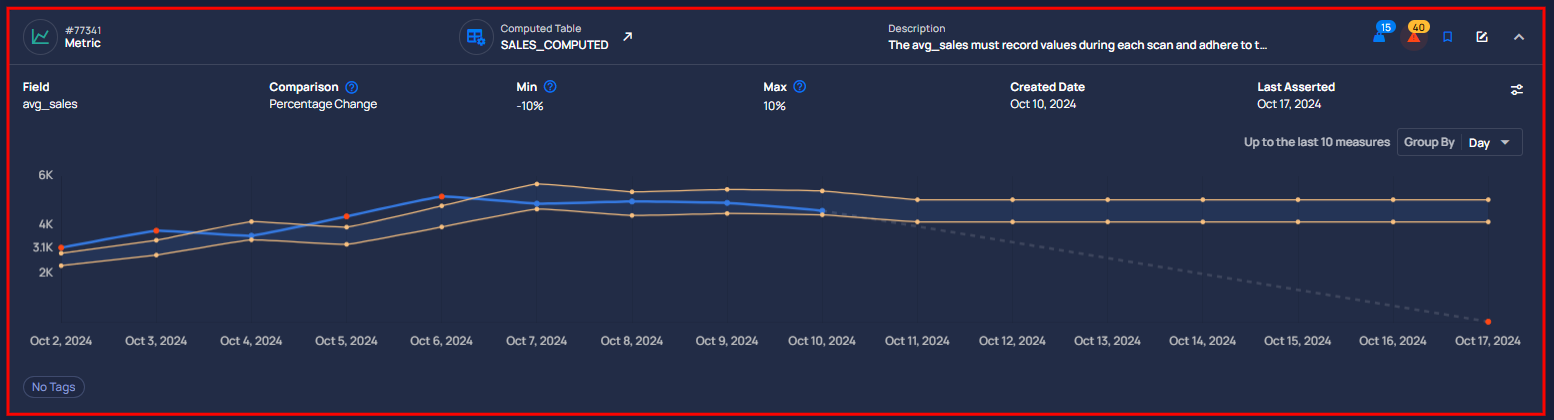 #77341
Metric
Computed Table
SALES_COMPUTED
Description
The avg_sales must record values during each scan and adhere to t...
15
40
Field
avg_sales
Comparison ?
Percentage Change
Min ?
-10%
Max ?
10%
Created Date
Oct 10, 2024
Last Asserted
Oct 17, 2024
Up to the last 10 measures
Group By Day
6K
4K
3.1K
2K
Oct 2, 2024 Oct 3, 2024 Oct 4, 2024 Oct 5, 2024 Oct 6, 2024 Oct 7, 2024 Oct 8, 2024 Oct 9, 2024 Oct 10, 2024 Oct 11, 2024 Oct 12, 2024 Oct 13, 2024 Oct 14, 2024 Oct 15, 2024 Oct 16, 2024 Oct 17, 2024
No Tags